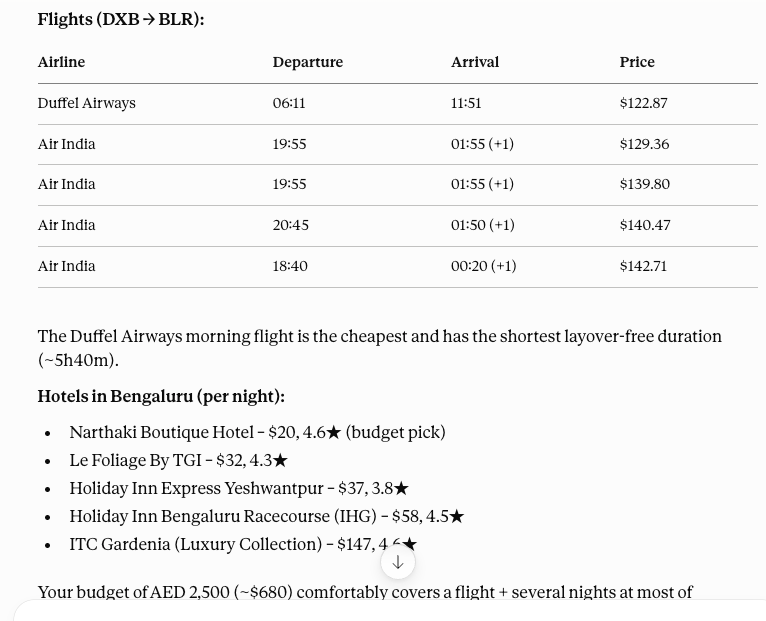 Flights (DXB → BLR):
Airline Departure Arrival Price
Duffel Airways 06:11 11:51 $122.87
Air India 19:55 01:55 (+1) $129.36
Air India 19:55 01:55 (+1) $139.80
Air India 20:45 01:50 (+1) $140.47
Air India 18:40 00:20 (+1) $142.71
The Duffel Airways morning flight is the cheapest and has the shortest layover-free duration
(~5h40m).
Hotels in Bengaluru (per night):
• Narthaki Boutique Hotel – $20, 4.6★ (budget pick)
• Le Foliage By TGI – $32, 4.3★
• Holiday Inn Express Yeshwantpur – $37, 3.8★
• Holiday Inn Bengaluru Racecourse (IHG) – $58, 4.5★
• ITC Gardenia (Luxury Collection) – $147, 4.6★
Your budget of AED 2,500 (~$680) comfortably covers a flight + several nights at most of